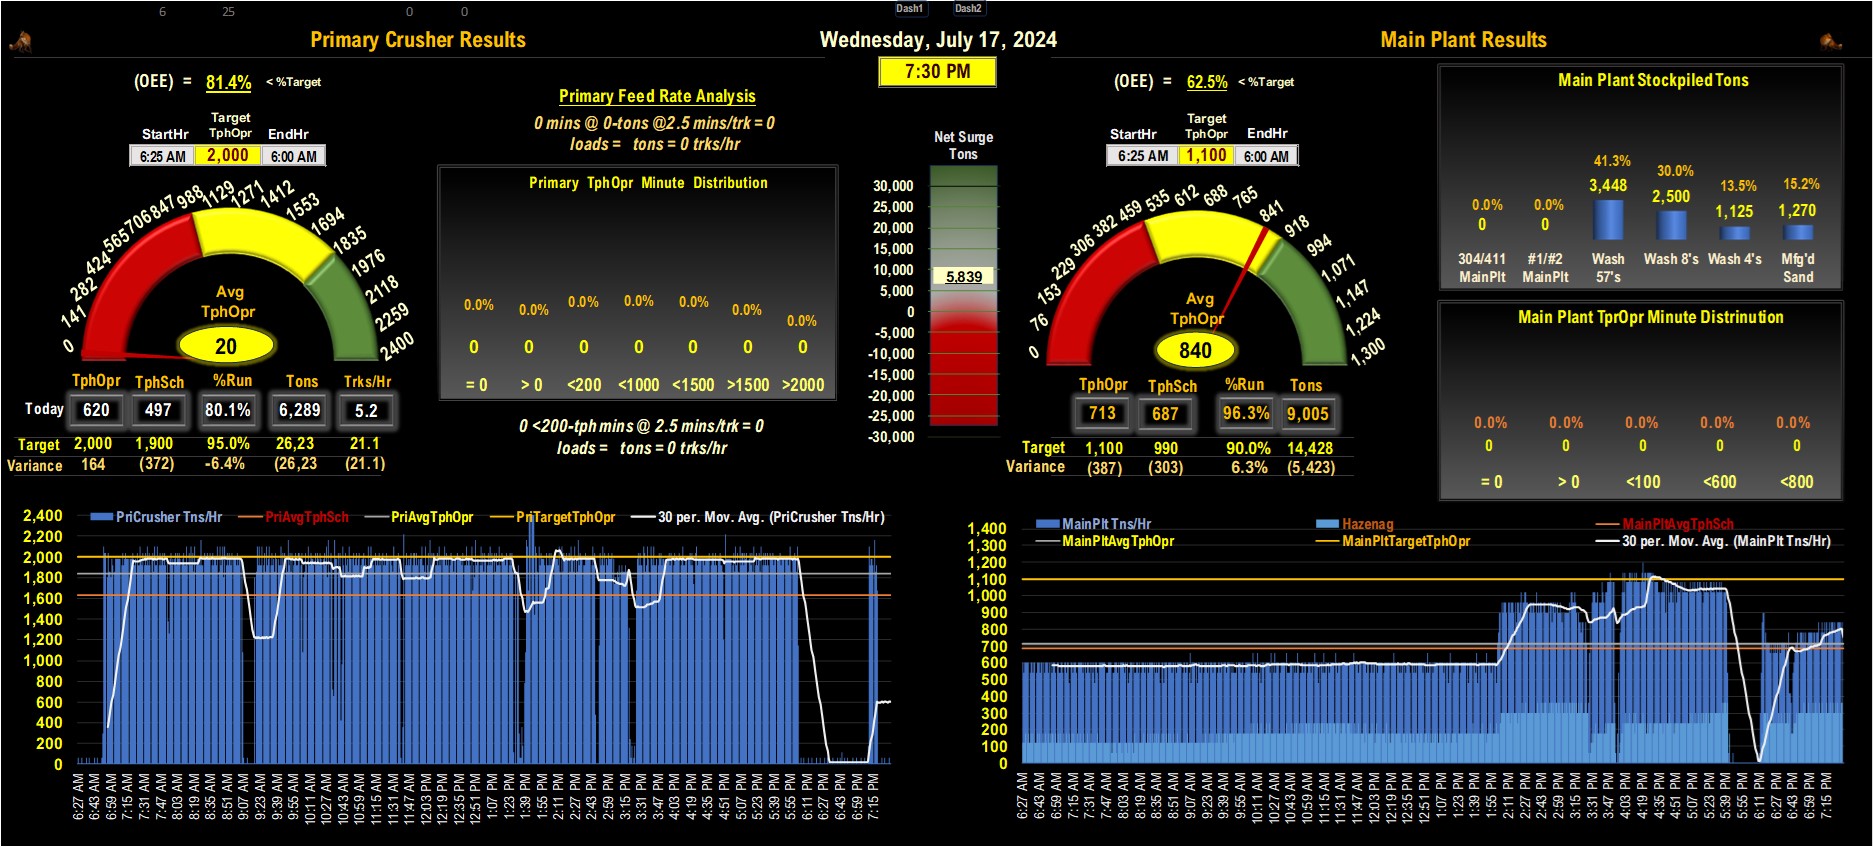 6 25 0 0 Dash1 Dash2
Primary Crusher Results
Wednesday, July 17, 2024
Main Plant Results
7:30 PM
(OEE) = 81.4% < %Target
Target
StartHr TphOpr EndHr
6:25 AM 2,000 6:00 AM
0 141 282 424 565 706 847 988 1129 1271 1412 1553 1694 1835 1976 2118 2259 2400
Avg
TphOpr
20
TphOpr TphSch %Run Tons Trks/Hr
Today 620 497 80.1% 6,289 5.2
Target 2,000 1,900 95.0% 26,23 21.1
Variance 164 (372) -6.4% (26,23 (21.1)
Primary Feed Rate Analysis
0 mins @ 0-tons @2.5 mins/trk = 0
loads = tons = 0 trks/hr
Primary TphOpr Minute Distribution
0.0% 0.0% 0.0% 0.0% 0.0% 0.0% 0.0%
0 0 0 0 0 0 0
= 0 > 0 <200 <1000 <1500 >1500 >2000
0 <200-tph mins @ 2.5 mins/trk = 0
loads = tons = 0 trks/hr
Net Surge
Tons
30,000
25,000
20,000
15,000
10,000
5,839
5,000
0
-5,000
-10,000
-15,000
-20,000
-25,000
-30,000
(OEE) = 62.5% < %Target
Target
StartHr TphOpr EndHr
6:25 AM 1,100 6:00 AM
0 76 153 229 306 382 459 535 612 688 765 841 918 994 1,071 1,147 1,224 1,300
Avg
TphOpr
840
TphOpr TphSch %Run Tons
713 687 96.3% 9,005
Target 1,100 990 90.0% 14,428
Variance (387) (303) 6.3% (5,423)
Main Plant Stockpiled Tons
0.0% 0.0% 41.3% 30.0% 13.5% 15.2%
0 0 3,448 2,500 1,125 1,270
304/411 #1/#2 Wash Wash 8's Wash 4's Mfg'd
MainPlt MainPlt 57's Sand
Main Plant TprOpr Minute Distrinution
0.0% 0.0% 0.0% 0.0% 0.0%
0 0 0 0 0
= 0 > 0 <100 <600 <800
PriCrusher Tns/Hr PriAvgTphSch PriAvgTphOpr PriTargetTphOpr 30 per. Mov. Avg. (PriCrusher Tns/Hr)
2,400
2,200
2,000
1,800
1,600
1,400
1,200
1,000
800
600
400
200
0
6:27 AM 6:43 AM 6:59 AM 7:15 AM 7:31 AM 7:47 AM 8:03 AM 8:19 AM 8:35 AM 8:51 AM 9:07 AM 9:23 AM 9:39 AM 9:55 AM 10:11 AM 10:27 AM 10:43 AM 10:59 AM 11:15 AM 11:31 AM 11:47 AM 12:03 PM 12:19 PM 12:35 PM 12:51 PM 1:07 PM 1:23 PM 1:39 PM 1:55 PM 2:11 PM 2:27 PM 2:43 PM 2:59 PM 3:15 PM 3:31 PM 3:47 PM 4:03 PM 4:19 PM 4:35 PM 4:51 PM 5:07 PM 5:23 PM 5:39 PM 5:55 PM 6:11 PM 6:27 PM 6:43 PM 6:59 PM 7:15 PM
MainPlt Tns/Hr Hazenag MainPltAvgTphSch
MainPltAvgTphOpr MainPltTargetTphOpr 30 per. Mov. Avg. (MainPlt Tns/Hr)
1,400
1,300
1,200
1,100
1,000
900
800
700
600
500
400
300
200
100
0
6:27 AM 6:43 AM 6:59 AM 7:15 AM 7:31 AM 7:47 AM 8:03 AM 8:19 AM 8:35 AM 8:51 AM 9:07 AM 9:23 AM 9:39 AM 9:55 AM 10:11 AM 10:27 AM 10:43 AM 10:59 AM 11:15 AM 11:31 AM 11:47 AM 12:03 PM 12:19 PM 12:35 PM 12:51 PM 1:07 PM 1:23 PM 1:39 PM 1:55 PM 2:11 PM 2:27 PM 2:43 PM 2:59 PM 3:15 PM 3:31 PM 3:47 PM 4:03 PM 4:19 PM 4:35 PM 4:51 PM 5:07 PM 5:23 PM 5:39 PM 5:55 PM 6:11 PM 6:27 PM 6:43 PM 6:59 PM 7:15 PM